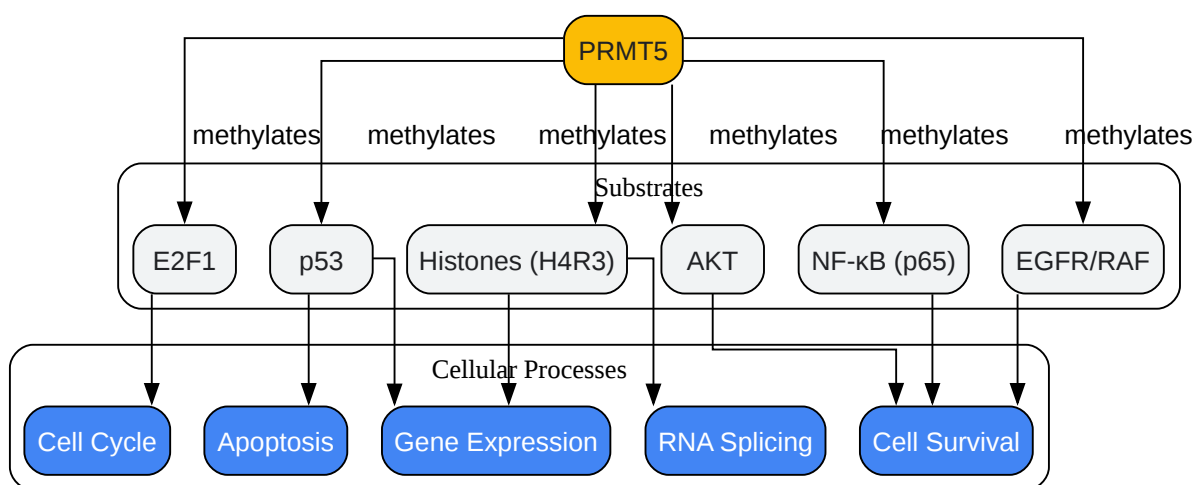 PRMT5
methylates methylates methylates methylates methylates methylates
Substrates
E2F1 p53 Histones (H4R3) AKT NF-κB (p65) EGFR/RAF
Cellular Processes
Cell Cycle Apoptosis Gene Expression RNA Splicing Cell Survival